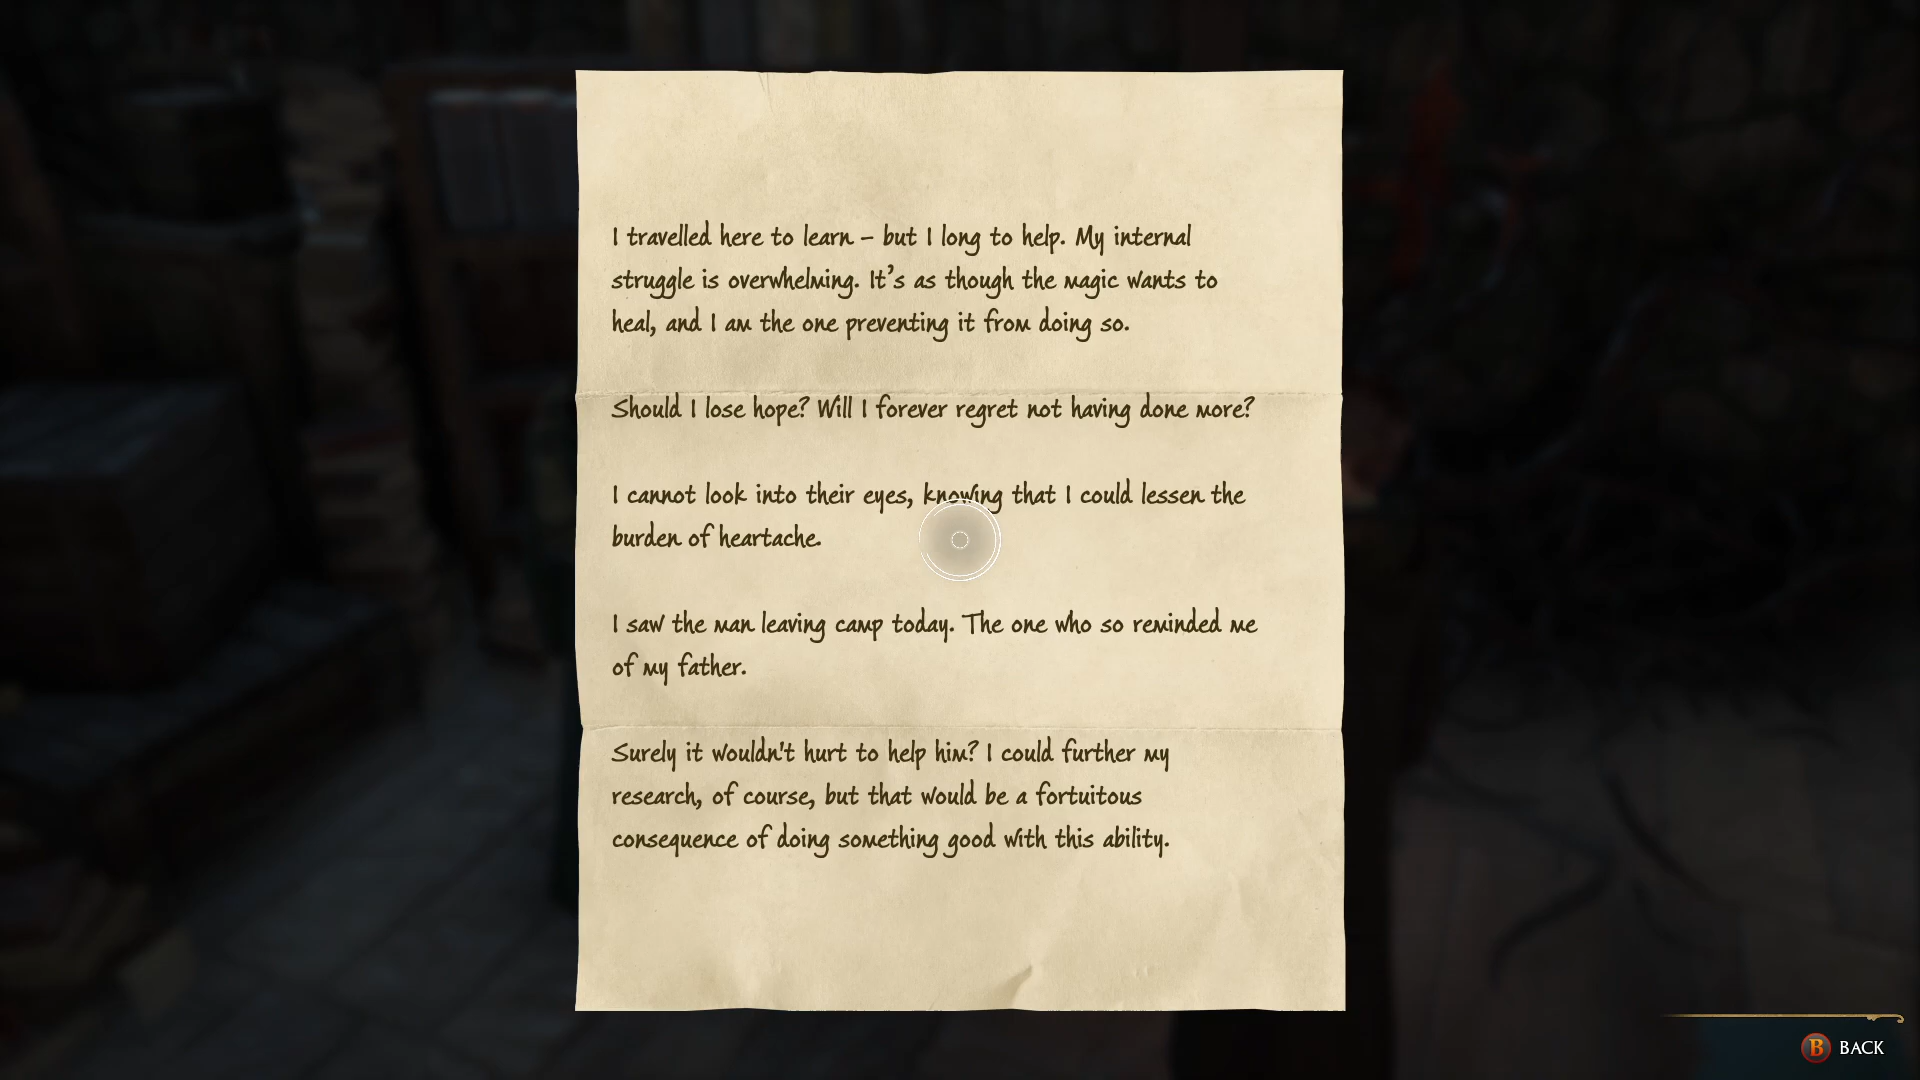 I travelled here to learn – but I long to help. My internal
struggle is overwhelming. It's as though the magic wants to
heal, and I am the one preventing it from doing so.
Should I lose hope? Will I forever regret not having done more?
I cannot look into their eyes, knowing that I could lessen the
burden of heartache.
I saw the man leaving camp today. The one who so reminded me
of my father.
Surely it wouldn't hurt to help him? I could further my
research, of course, but that would be a fortuitous
consequence of doing something good with this ability.
B BACK